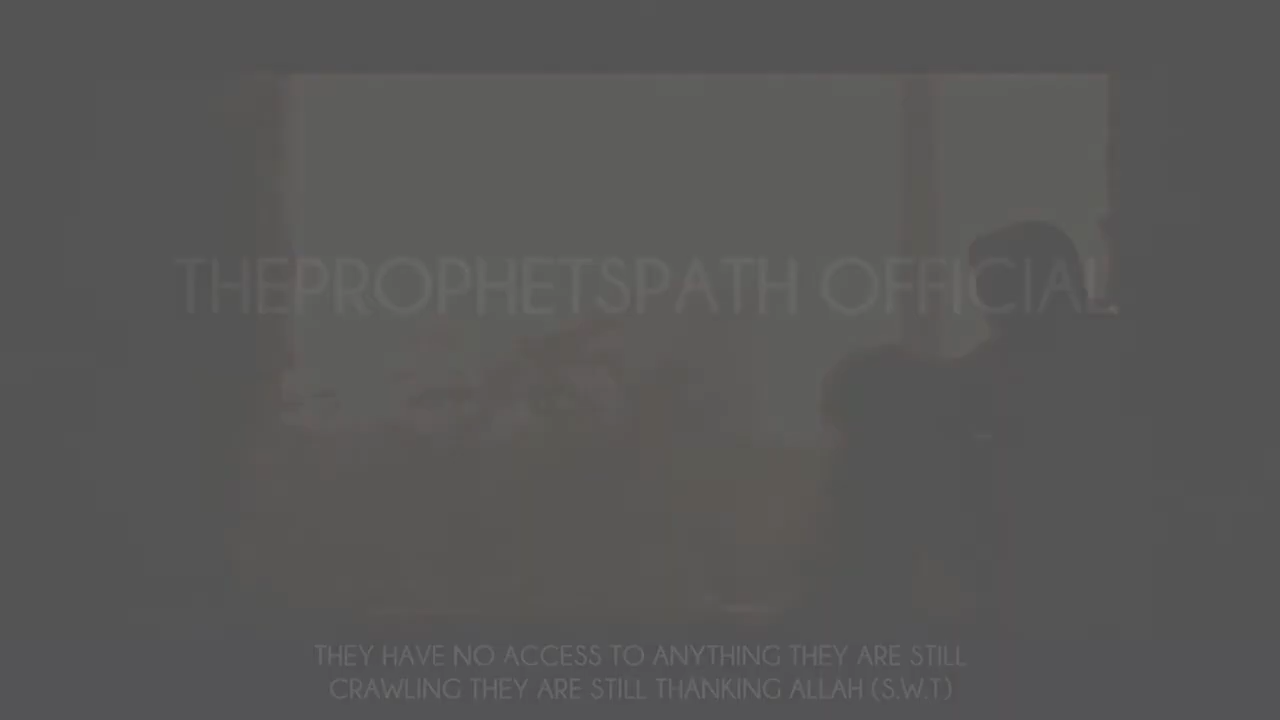 THEPROPHETSPATH OFFICIAL
THEY HAVE NO ACCESS TO ANYTHING THEY ARE STILL
CRAWLING THEY ARE STILL THANKING ALLAH (S.W.T)